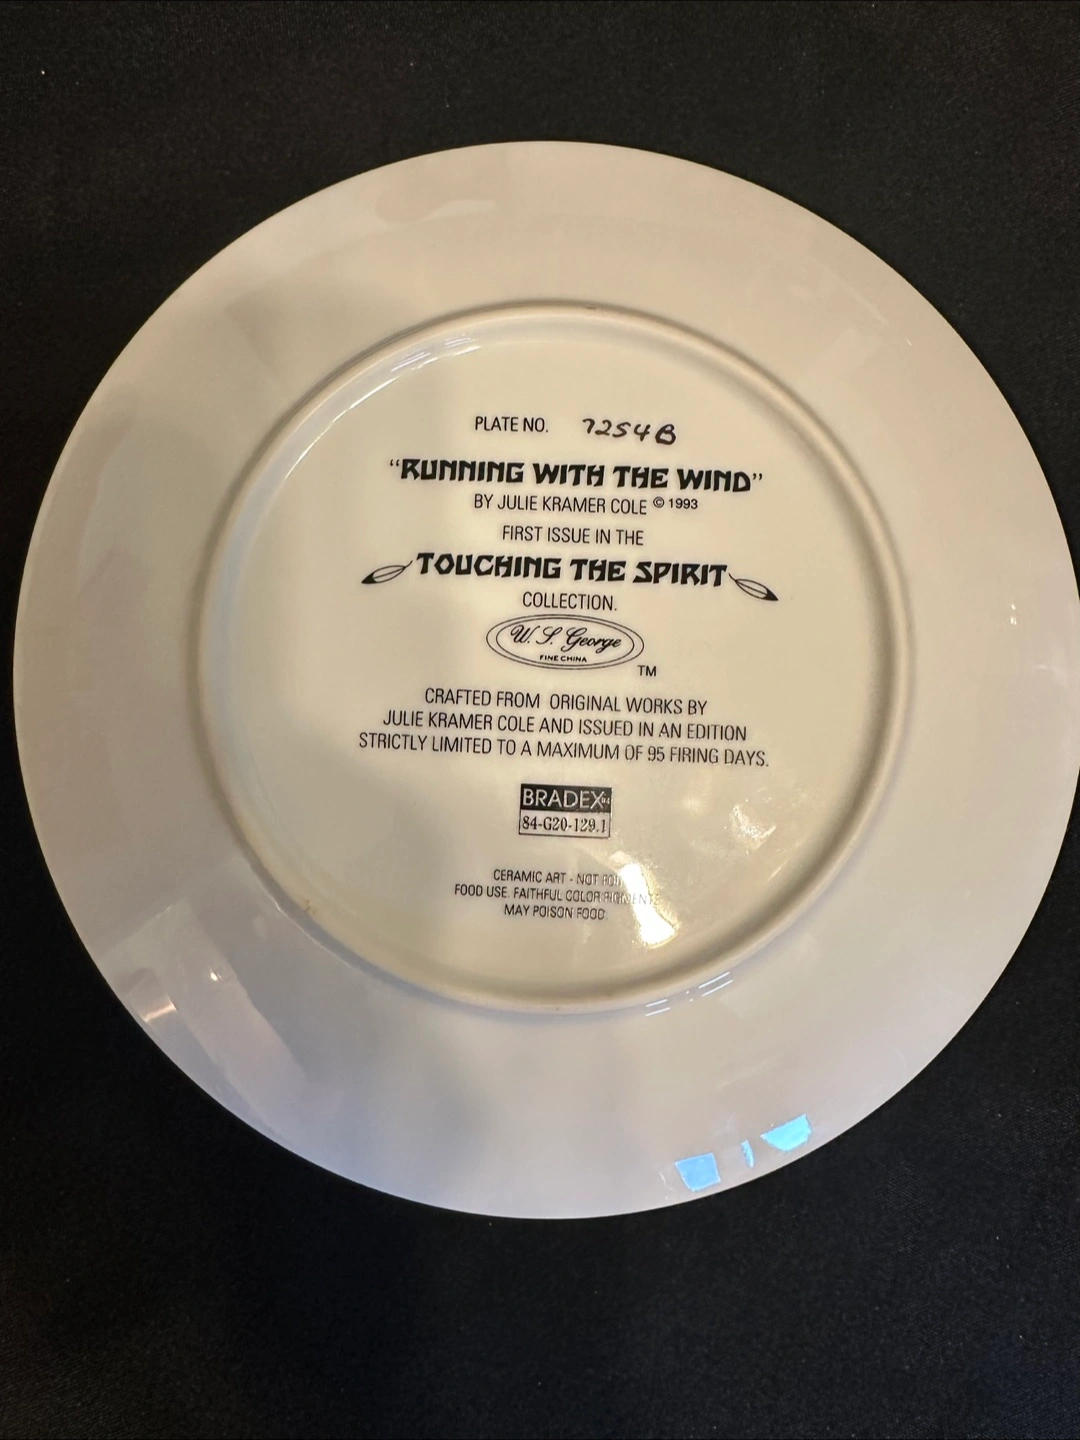 PLATE NO. 7254B
“RUNNING WITH THE WIND”
BY JULIE KRAMER COLE © 1993
FIRST ISSUE IN THE
TOUCHING THE SPIRIT
COLLECTION.
W. S. George
FINE CHINA
TM
CRAFTED FROM ORIGINAL WORKS BY
JULIE KRAMER COLE AND ISSUED IN AN EDITION
STRICTLY LIMITED TO A MAXIMUM OF 95 FIRING DAYS.
BRADEX
84-G20-129.1
CERAMIC ART - NOT FOR
FOOD USE. FAITHFUL COLOR PIGMENTS
MAY POISON FOOD.